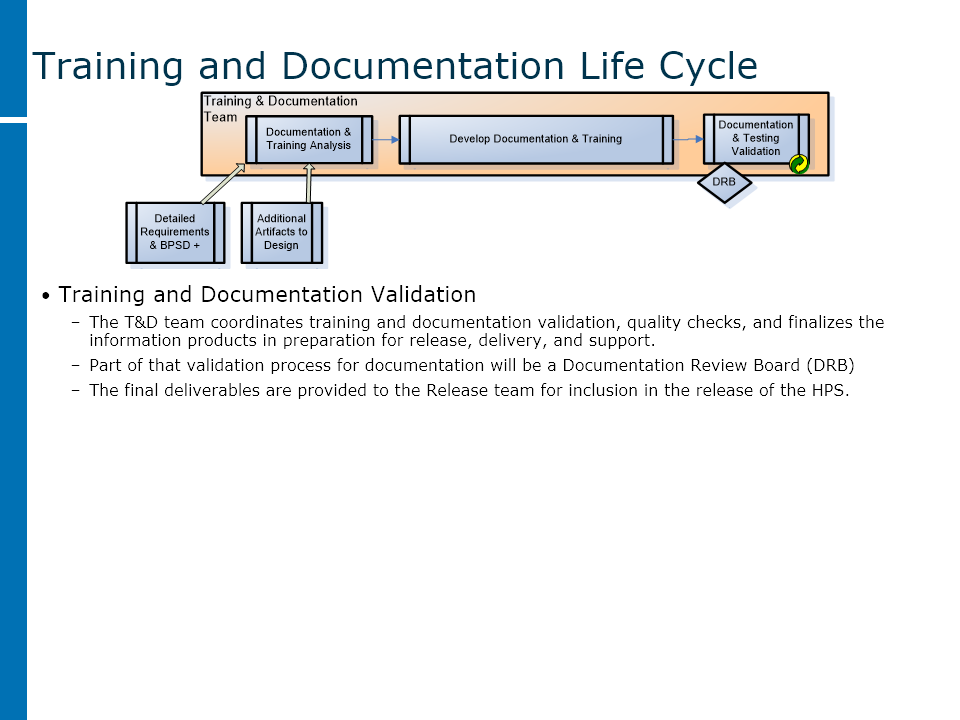 Training and Documentation Life Cycle
Training & Documentation
Team
Documentation &
Training Analysis
Develop Documentation & Training
Documentation
& Testing
Validation
DRB
Detailed
Requirements
& BPSD +
Additional
Artifacts to
Design
• Training and Documentation Validation
– The T&D team coordinates training and documentation validation, quality checks, and finalizes the
information products in preparation for release, delivery, and support.
– Part of that validation process for documentation will be a Documentation Review Board (DRB)
– The final deliverables are provided to the Release team for inclusion in the release of the HPS.